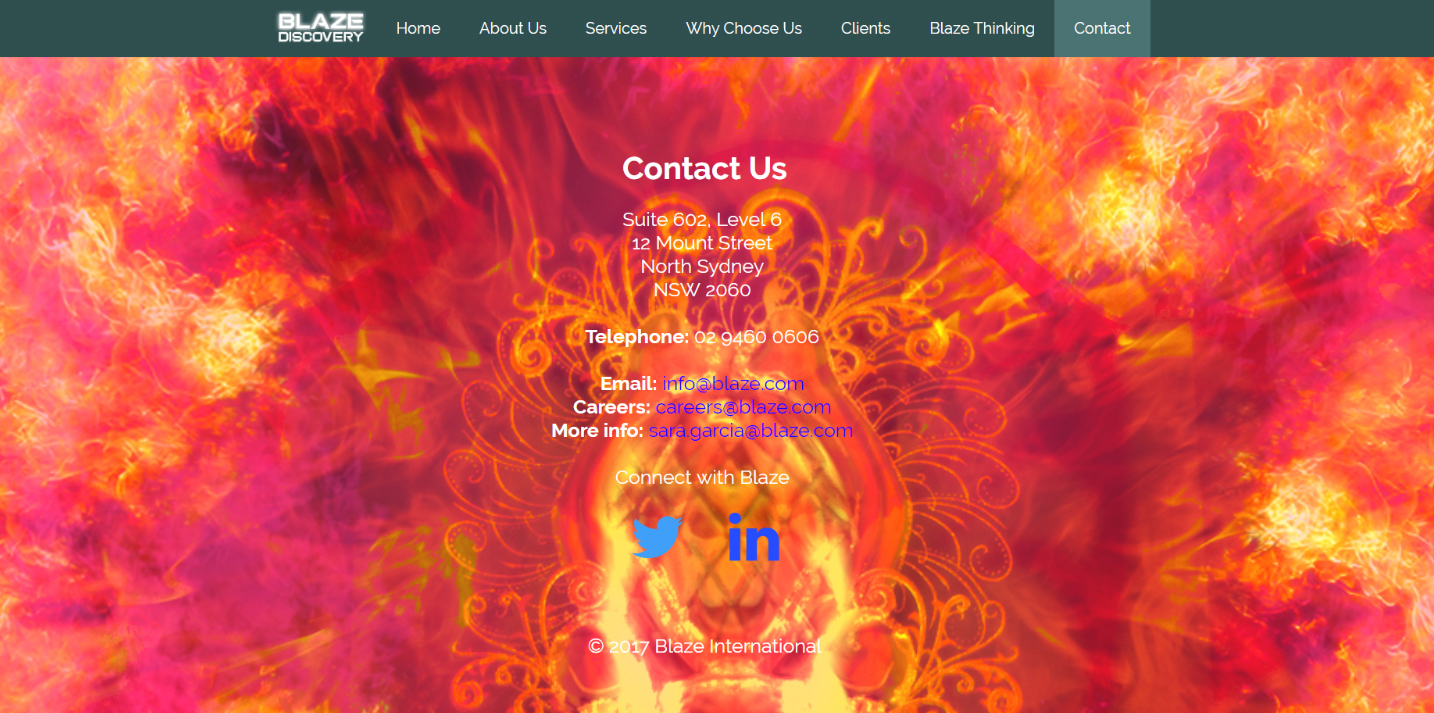 BLAZE
DISCOVERY
Home
About Us
Services
Why Choose Us
Clients
Blaze Thinking
Contact
Contact Us
Suite 602, Level 6
12 Mount Street
North Sydney
NSW 2060
Telephone: 02 9460 0606
Email: info@blaze.com
Careers: careers@blaze.com
More info: sara.garcia@blaze.com
Connect with Blaze
in
© 2017 Blaze International